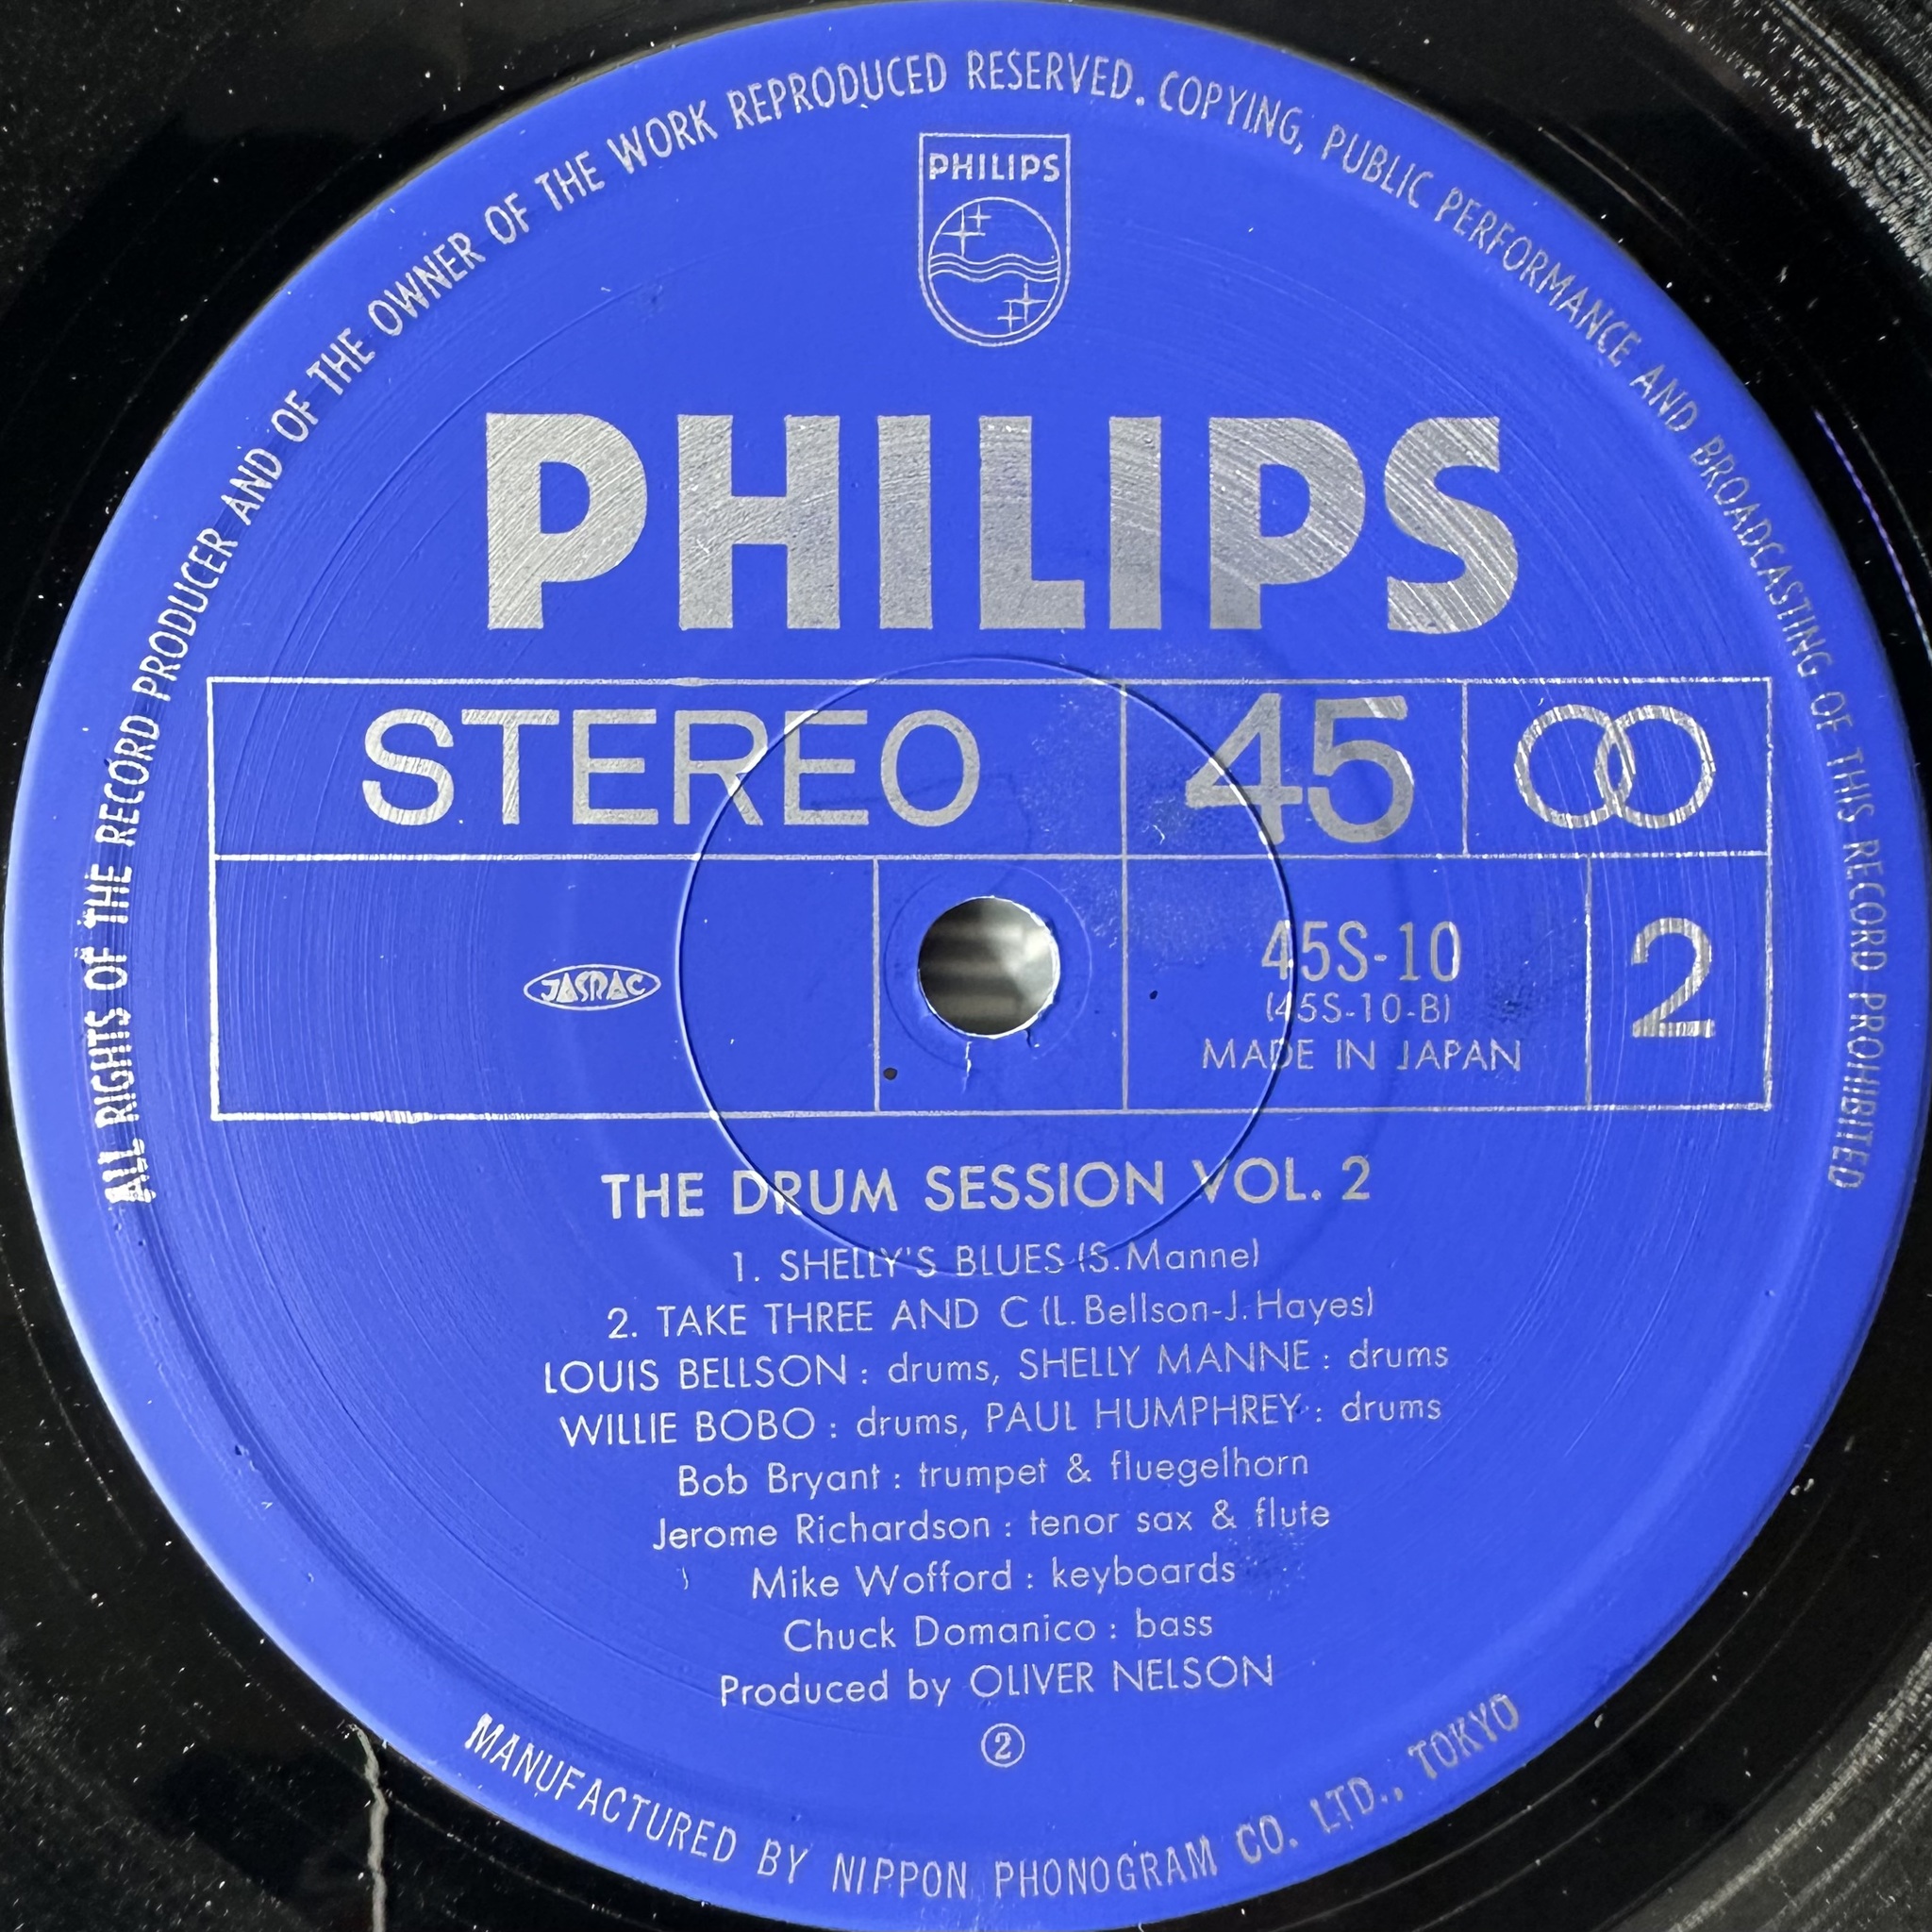 ALL RIGHTS OF THE RECORD PRODUCER AND OF THE OWNER OF THE WORK REPRODUCED RESERVED. COPYING, PUBLIC PERFORMANCE AND BROADCASTING OF THIS RECORD PROHIBITED
PHILIPS
PHILIPS
STEREO 45
JASRAC
45S-10
(45S-10-B)
MADE IN JAPAN
2
THE DRUM SESSION VOL. 2
1. SHELLY'S BLUES (S. Manne)
2. TAKE THREE AND C (L. Bellson-J. Hayes)
LOUIS BELLSON : drums, SHELLY MANNE : drums
WILLIE BOBO : drums, PAUL HUMPHREY : drums
Bob Bryant : trumpet & fluegelhorn
Jerome Richardson : tenor sax & flute
Mike Wofford : keyboards
Chuck Domanico : bass
Produced by OLIVER NELSON
②
MANUFACTURED BY NIPPON PHONOGRAM CO. LTD., TOKYO